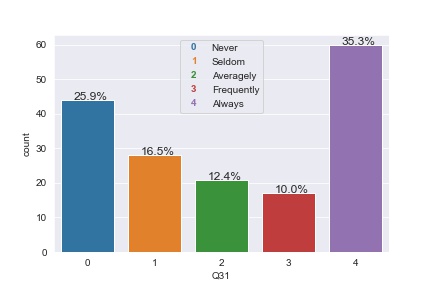 60
50
40
30
20
10
0
count
25.9%
16.5%
12.4%
10.0%
35.3%
0 Never
1 Seldom
2 Averagely
3 Frequently
4 Always
0 1 2 3 4
Q31